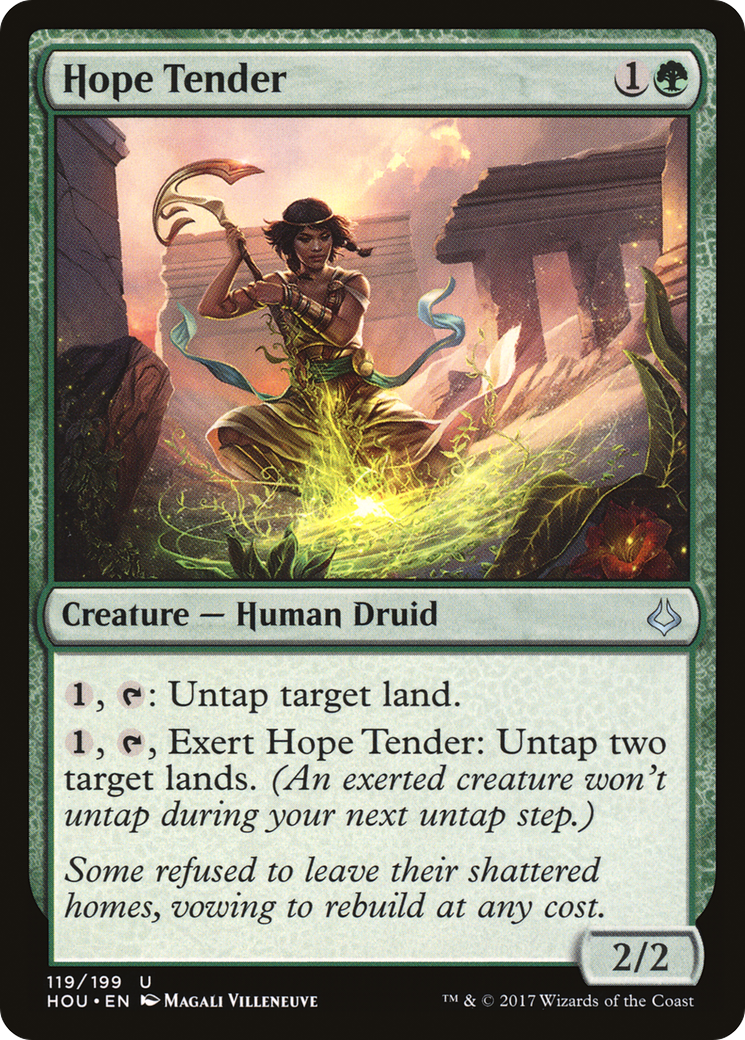 Hope Tender
1
Creature — Human Druid
1, : Untap target land.
1, , Exert Hope Tender: Untap two
target lands. (An exerted creature won't
untap during your next untap step.)
Some refused to leave their shattered
homes, vowing to rebuild at any cost.
2/2
119/199 U
HOU • EN Magali Villeneuve
™ & © 2017 Wizards of the Coast